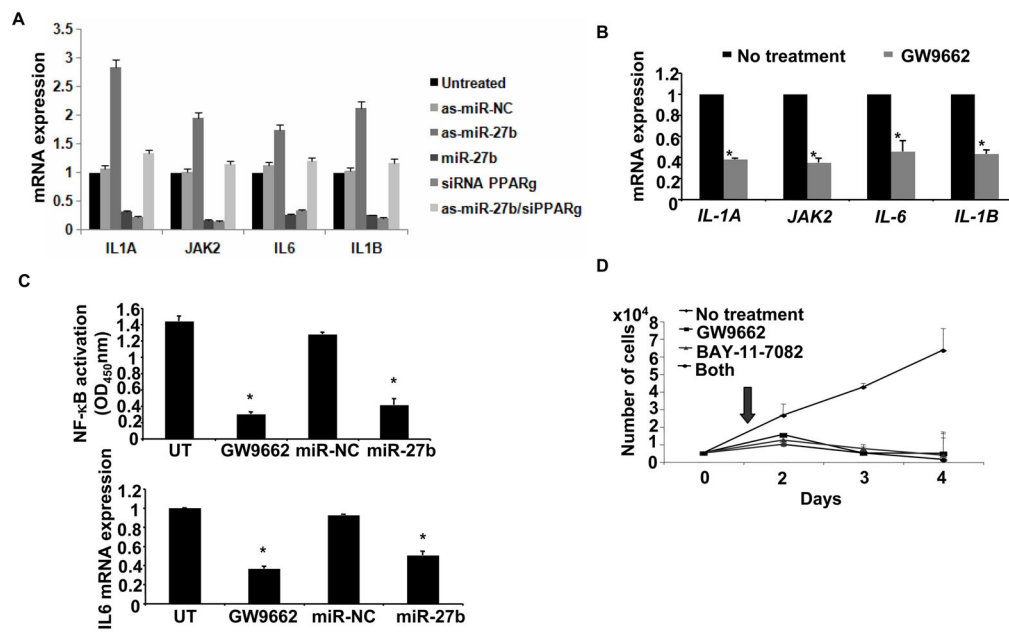 A
mRNA expression
3.5
3
2.5
2
1.5
1
0.5
0
IL1A JAK2 IL6 IL1B
Untreated
as-miR-NC
as-miR-27b
miR-27b
siRNA PPARg
as-miR-27b/siPPARg
B
No treatment GW9662
mRNA expression
1
0.8
0.6
0.4
0.2
0
* * * *
IL-1A JAK2 IL-6 IL-1B
C
NF-κB activation
(OD450nm)
1.6
1.4
1.2
1
0.8
0.6
0.4
0.2
0
* *
UT GW9662 miR-NC miR-27b
IL6 mRNA expression
1.4
1.2
1
0.8
0.6
0.4
0.2
0
* *
UT GW9662 miR-NC miR-27b
D
x10⁴
No treatment
GW9662
BAY-11-7082
Both
Number of cells
8
7
6
5
4
3
2
1
0
0 2 3 4
Days